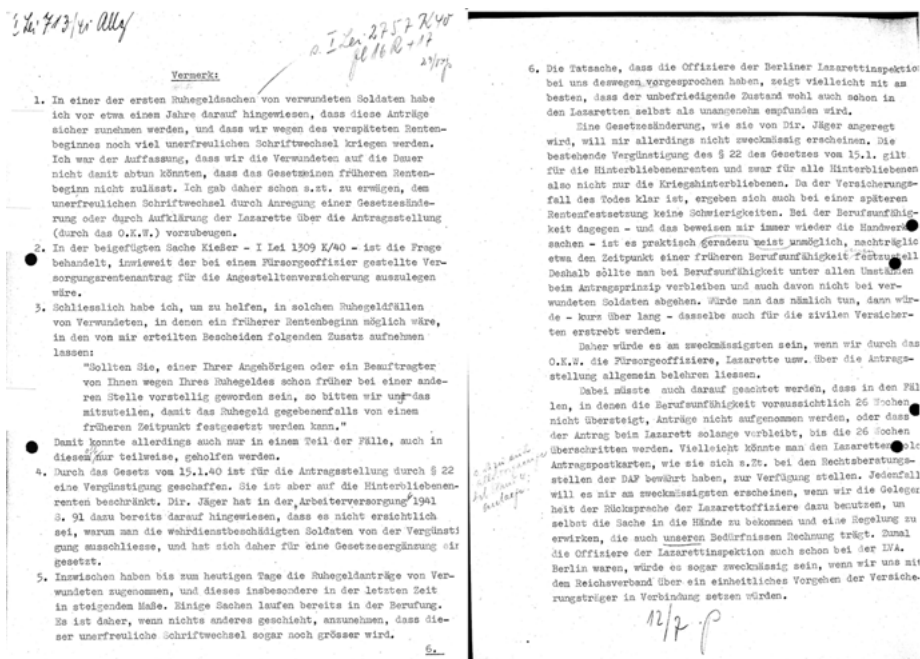 I Lei 713/41 Allg
s. I Lei 2757 K/40
Bl 16 R + 17
Vermerk:
1. In einer der ersten Ruhegeldsachen von verwundeten Soldaten habe
ich vor etwa einem Jahre darauf hingewiesen, dass diese Anträge
sicher zunehmen werden, und dass wir wegen des verspäteten Renten-
beginnes noch viel unerfreulichen Schriftwechsel kriegen werden.
Ich war der Auffassung, dass wir die Verwundeten auf die Dauer
nicht damit abtun könnten, dass das Gesetz einen früheren Renten-
beginn nicht zulässt. Ich gab daher schon s.zt. zu erwägen, dem
unerfreulichen Schriftwechsel durch Anregung einer Gesetzesände-
rung oder durch Aufklärung der Lazarette über die Antragsstellung
(durch das O.K.W.) vorzubeugen.
2. In der beigefügten Sache Kießer - I Lei 1309 K/40 - ist die Frage
behandelt, inwieweit der bei einem Fürsorgeoffizier gestellte Ver-
sorgungsrentenantrag für die Angestelltenversicherung auszulegen
wäre.
3. Schliesslich habe ich, um zu helfen, in solchen Ruhegeldfällen
von Verwundeten, in denen ein früherer Rentenbeginn möglich wäre,
in den von mir erteilten Bescheiden folgenden Zusatz aufnehmen
lassen:
"Sollten Sie, einer Ihrer Angehörigen oder ein Beauftragter
von Ihnen wegen Ihres Ruhegeldes schon früher bei einer ande-
ren Stelle vorstellig geworden sein, so bitten wir uns das
mitzuteilen, damit das Ruhegeld gegebenenfalls von einem
früheren Zeitpunkt festgesetzt werden kann."
Damit konnte allerdings auch nur in einem Teil der Fälle, auch in
diesem nur teilweise, geholfen werden.
4. Durch das Gesetz vom 15.1.40 ist für die Antragsstellung durch § 22
eine Vergünstigung geschaffen. Sie ist aber auf die Hinterbliebenen-
renten beschränkt. Dir. Jäger hat in der "Arbeiterversorgung" 1941
S. 91 dazu bereits darauf hingewiesen, dass es nicht ersichtlich
sei, warum man die wehrdienstbeschädigten Soldaten von der Vergünsti
gung ausschliesse, und hat sich daher für eine Gesetzesergänzung ein
gesetzt.
5. Inzwischen haben bis zum heutigen Tage die Ruhegeldanträge von Ver-
wundeten zugenommen, und dieses insbesondere in der letzten Zeit
in steigendem Maße. Einige Sachen laufen bereits in der Berufung.
Es ist daher, wenn nichts anderes geschieht, anzunehmen, dass die-
ser unerfreuliche Schriftwechsel sogar noch grösser wird.
6.
6. Die Tatsache, dass die Offiziere der Berliner Lazarettinspektio
bei uns deswegen vorgesprochen haben, zeigt vielleicht mit am
besten, dass der unbefriedigende Zustand wohl auch schon in
den Lazaretten selbst als unangenehm empfunden wird.
Eine Gesetzesänderung, wie sie von Dir. Jäger angeregt
wird, will mir allerdings nicht zweckmässig erscheinen. Die
bestehende Vergünstigung des § 22 des Gesetzes vom 15.1. gilt
für die Hinterbliebenenrenten und zwar für alle Hinterbliebenen
also nicht nur die Kriegshinterbliebenen. Da der Versicherungs-
fall des Todes klar ist, ergeben sich auch bei einer späteren
Rentenfestsetzung keine Schwierigkeiten. Bei der Berufsunfähig-
keit dagegen - und das beweisen mir immer wieder die Handwerk
sachen - ist es praktisch geradezu meist unmöglich, nachträglic
etwa den Zeitpunkt einer früheren Berufsunfähigkeit festzustell
Deshalb sollte man bei Berufsunfähigkeit unter allen Umständen
beim Antragsprinzip verbleiben und auch davon nicht bei ver-
wundeten Soldaten abgehen. Würde man das nämlich tun, dann wür-
de - kurz über lang - dasselbe auch für die zivilen Versicher-
ten erstrebt werden.
Daher würde es am zweckmässigsten sein, wenn wir durch das
O.K.W. die Fürsorgeoffiziere, Lazarette usw. über die Antrags-
stellung allgemein belehren liessen.
Dabei müsste auch darauf geachtet werden, dass in den Fäl
len, in denen die Berufsunfähigkeit voraussichtlich 26 Wochen
nicht übersteigt, Anträge nicht aufgenommen werden, oder dass
der Antrag beim Lazarett solange verbleibt, bis die 26 Wochen
überschritten werden. Vielleicht könnte man den Lazaretten solc
Antragspostkarten, wie sie sich s.Zt. bei den Rechtsberatungs-
stellen der DAF bewährt haben, zur Verfügung stellen. Jedenfall
will es mir am zweckmässigsten erscheinen, wenn wir die Gelegen
heit der Rücksprache der Lazarettoffiziere dazu benutzen, um
selbst die Sache in die Hände zu bekommen und eine Regelung zu
erwirken, die auch unseren Bedürfnissen Rechnung trägt. Zumal
die Offiziere der Lazarettinspektion auch schon bei der LVA.
Berlin waren, würde es sogar zweckmässig sein, wenn wir uns mit
dem Reichsverband über ein einheitliches Vorgehen der Versiche
rungsträger in Verbindung setzen würden.
12/7.